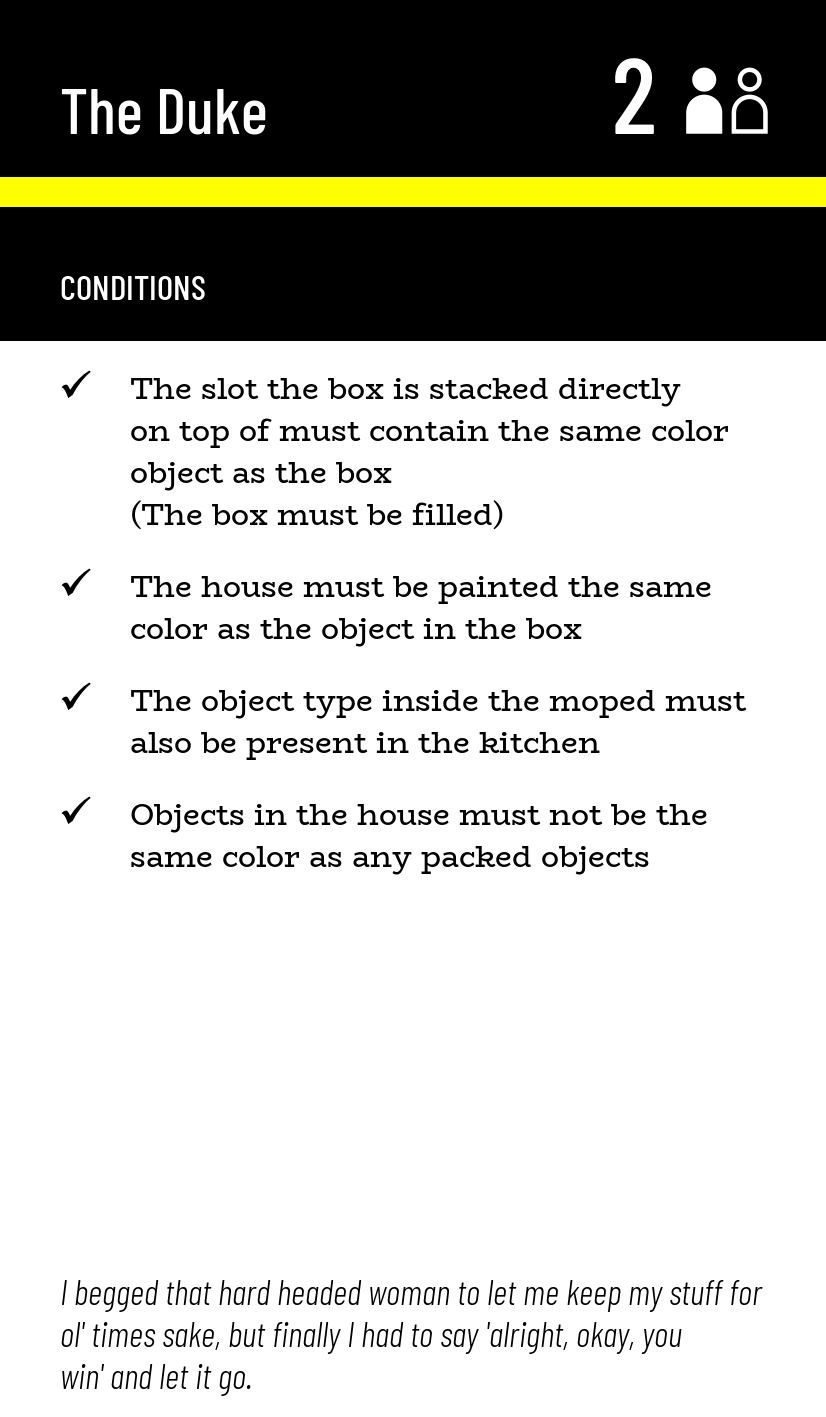 The Duke
2
CONDITIONS
✓ The slot the box is stacked directly
on top of must contain the same color
object as the box
(The box must be filled)
✓ The house must be painted the same
color as the object in the box
✓ The object type inside the moped must
also be present in the kitchen
✓ Objects in the house must not be the
same color as any packed objects
I begged that hard headed woman to let me keep my stuff for
ol' times sake, but finally I had to say 'alright, okay, you
win' and let it go.